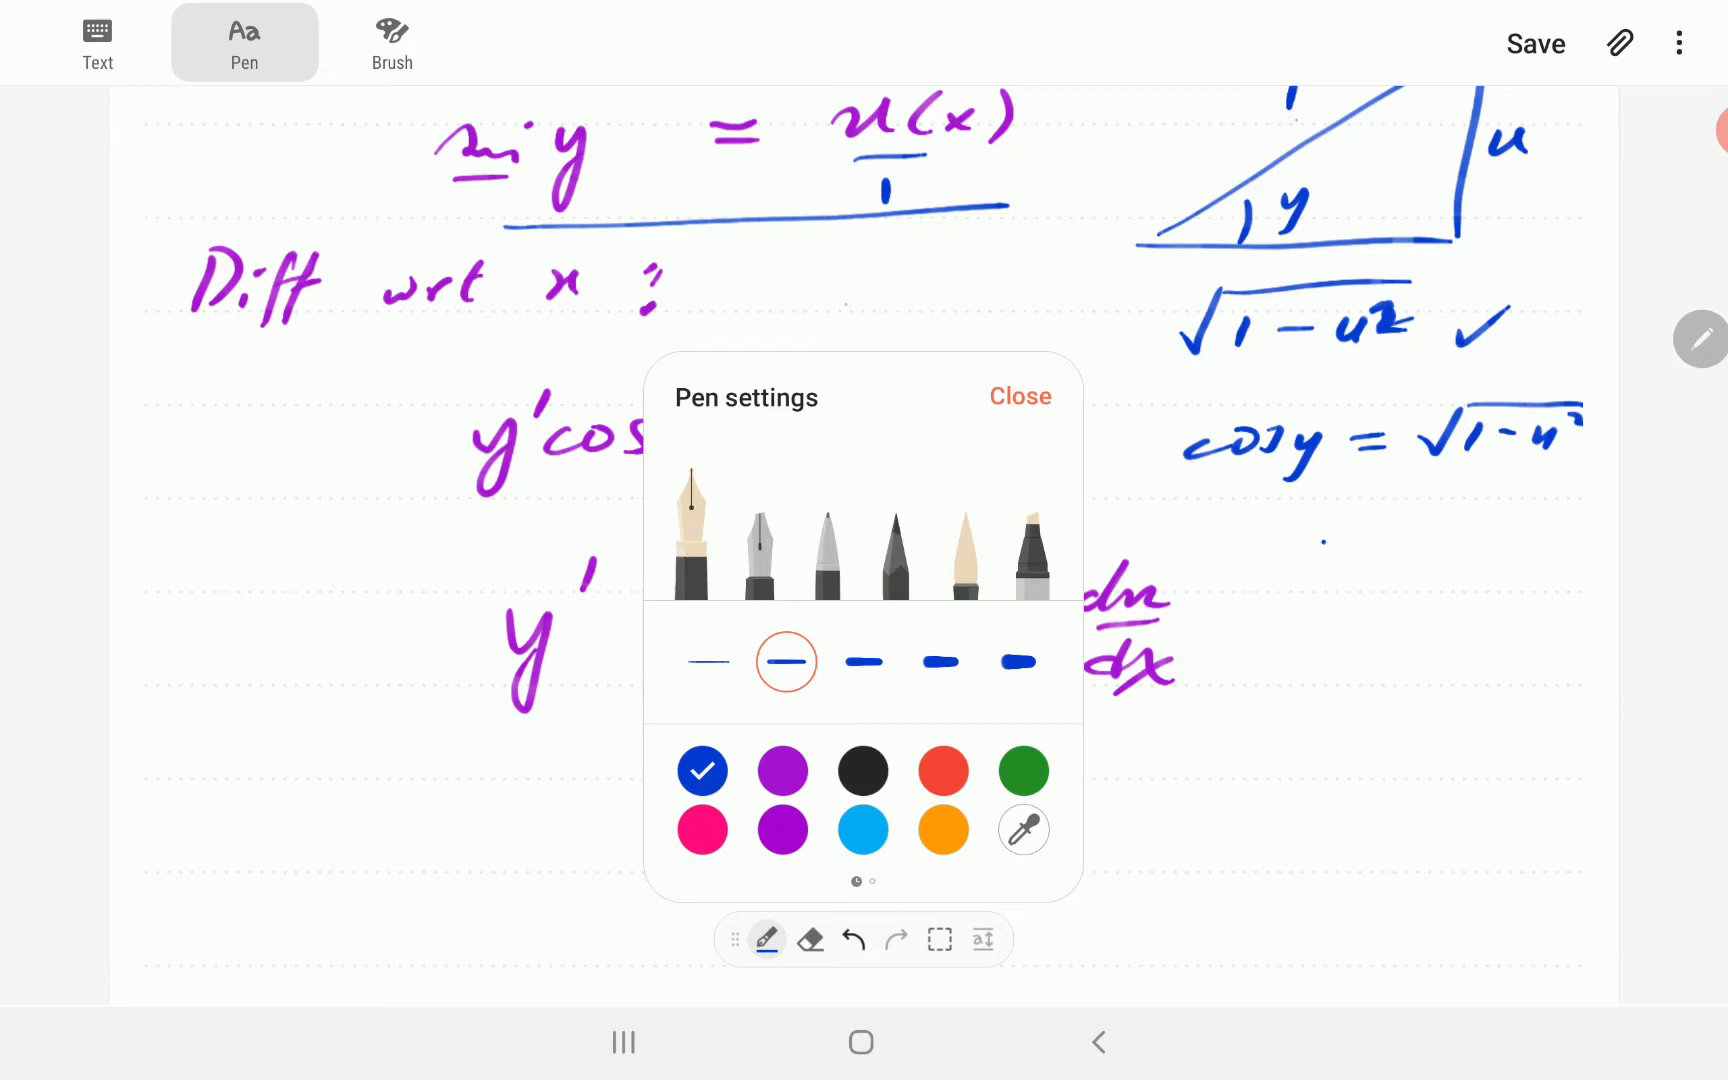 Text
Pen
Brush
Save
sin y = u(x)
1
1
u
y
Diff wrt x :
√1 - u² ✓
y' cos
cos y = √1 - u²
y'
du
dx
Pen settings
Close
a